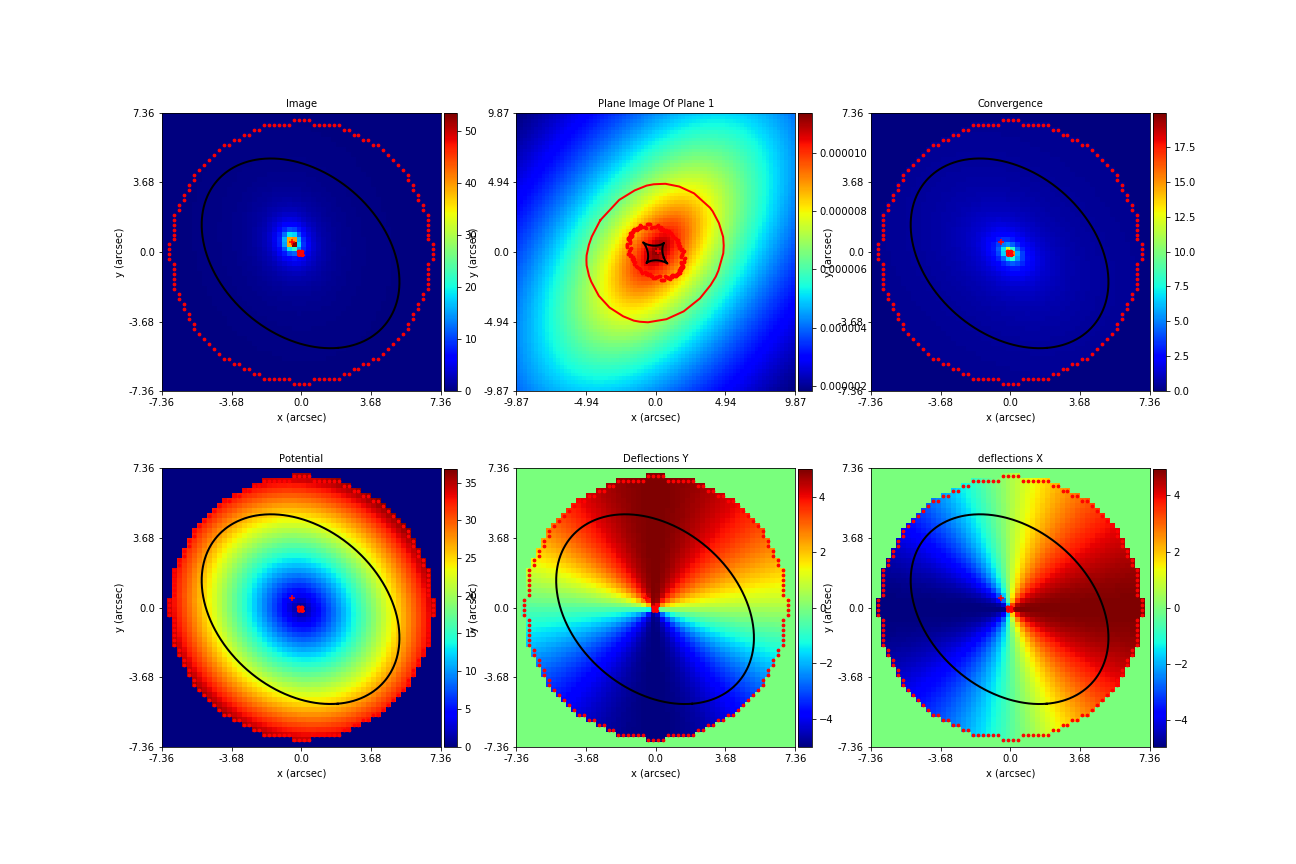 Image
7.36
3.68
0.0
-3.68
-7.36
y (arcsec)
-7.36 -3.68 0.0 3.68 7.36
x (arcsec)
50
40
30
20
10
0
Plane Image Of Plane 1
9.87
4.94
0.0
-4.94
-9.87
y (arcsec)
-9.87 -4.94 0.0 4.94 9.87
x (arcsec)
0.000010
0.000008
0.000006
0.000004
0.000002
Convergence
7.36
3.68
0.0
-3.68
-7.36
y (arcsec)
-7.36 -3.68 0.0 3.68 7.36
x (arcsec)
17.5
15.0
12.5
10.0
7.5
5.0
2.5
0.0
Potential
7.36
3.68
0.0
-3.68
-7.36
y (arcsec)
-7.36 -3.68 0.0 3.68 7.36
x (arcsec)
35
30
25
20
15
10
5
0
Deflections Y
7.36
3.68
0.0
-3.68
-7.36
y (arcsec)
-7.36 -3.68 0.0 3.68 7.36
x (arcsec)
4
2
0
−2
−4
deflections X
7.36
3.68
0.0
-3.68
-7.36
y (arcsec)
-7.36 -3.68 0.0 3.68 7.36
x (arcsec)
4
2
0
−2
−4